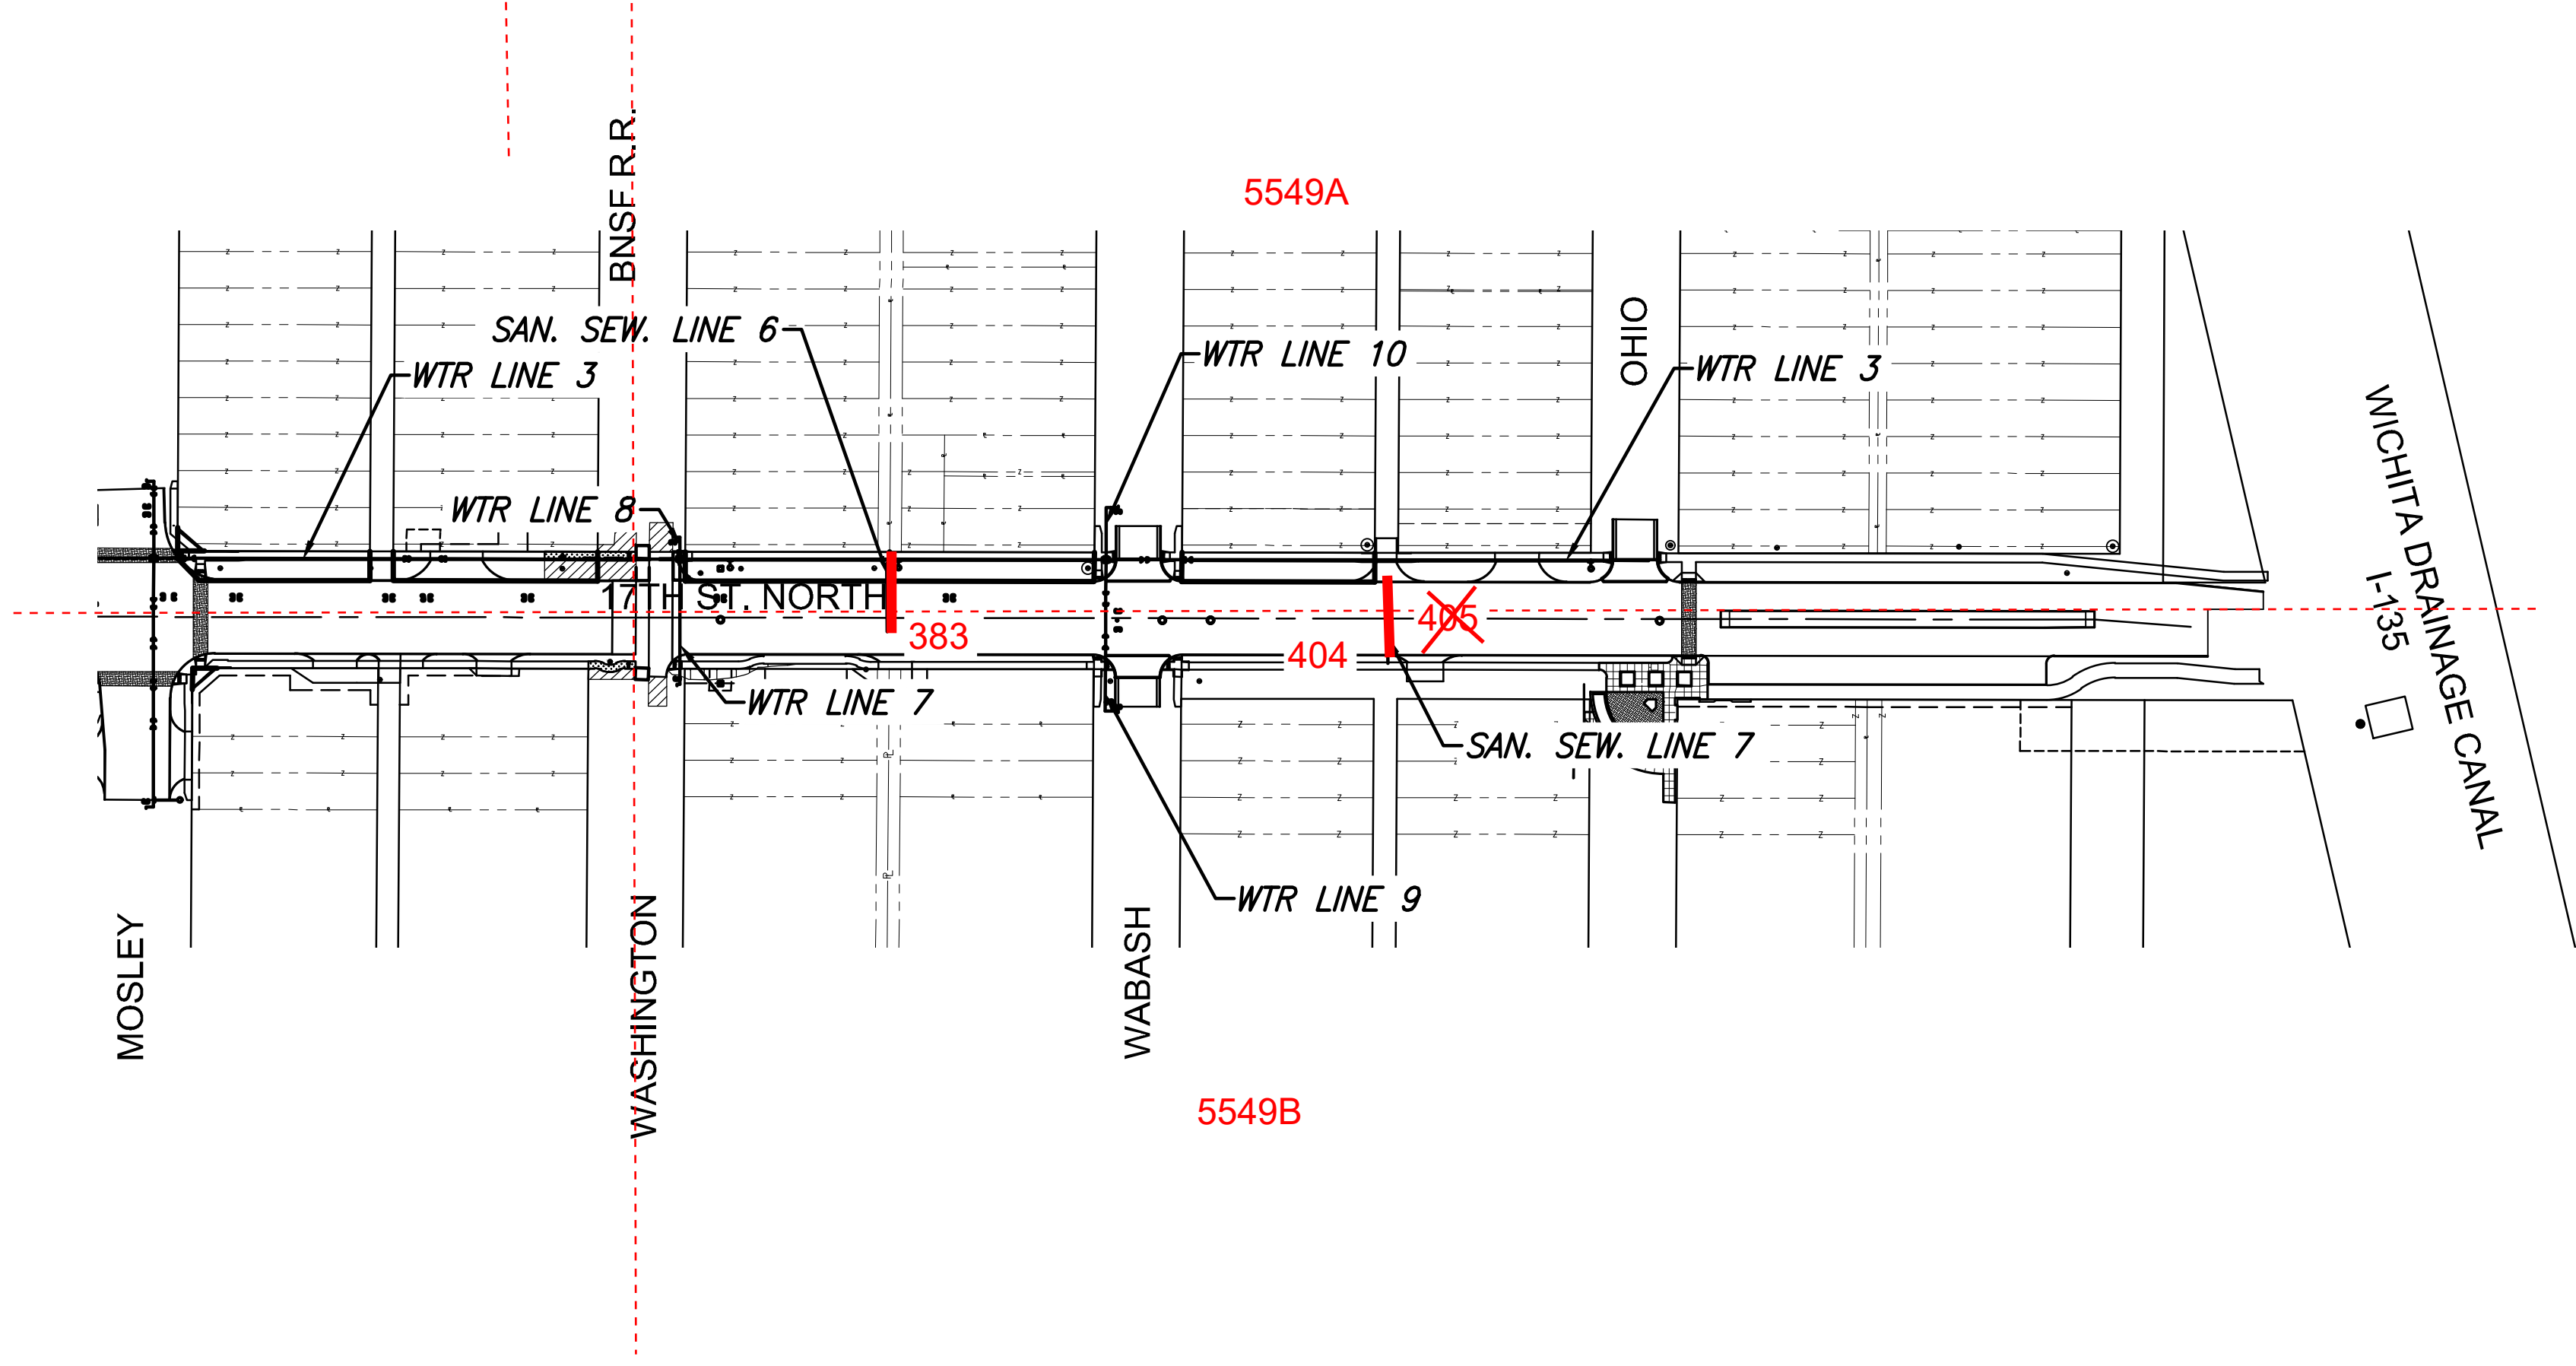 BNSF R.R.
5549A
SAN. SEW. LINE 6
WTR LINE 3
WTR LINE 10
OHIO
WTR LINE 3
WTR LINE 8
17TH ST. NORTH
383
404
405
WICHITA DRAINAGE CANAL
I-135
WTR LINE 7
SAN. SEW. LINE 7
WTR LINE 9
MOSLEY
WASHINGTON
WABASH
5549B